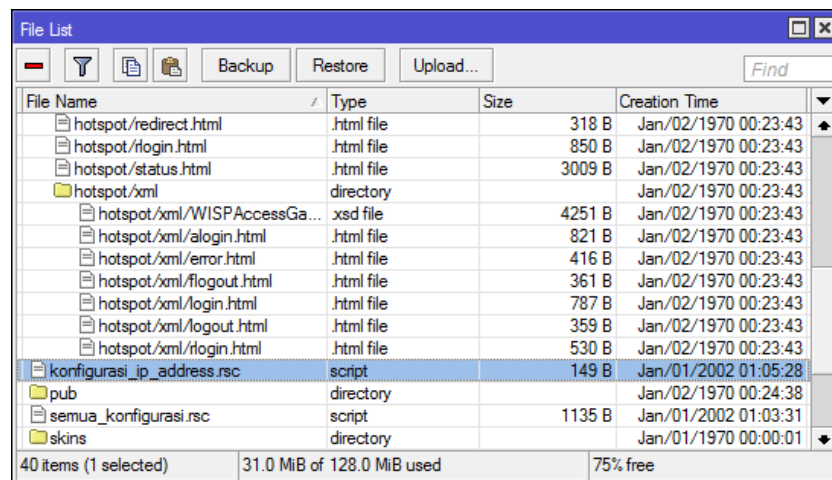 File List
Backup Restore Upload... Find
File Name Type Size Creation Time
hotspot/redirect.html .html file 318 B Jan/02/1970 00:23:43
hotspot/rlogin.html .html file 850 B Jan/02/1970 00:23:43
hotspot/status.html .html file 3009 B Jan/02/1970 00:23:43
hotspot/xml directory Jan/02/1970 00:23:43
hotspot/xml/WISPAccessGa... .xsd file 4251 B Jan/02/1970 00:23:43
hotspot/xml/alogin.html .html file 821 B Jan/02/1970 00:23:43
hotspot/xml/error.html .html file 416 B Jan/02/1970 00:23:43
hotspot/xml/flogout.html .html file 361 B Jan/02/1970 00:23:43
hotspot/xml/login.html .html file 787 B Jan/02/1970 00:23:43
hotspot/xml/logout.html .html file 359 B Jan/02/1970 00:23:43
hotspot/xml/rlogin.html .html file 530 B Jan/02/1970 00:23:43
konfigurasi_ip_address.rsc script 149 B Jan/01/2002 01:05:28
pub directory Jan/02/1970 00:24:38
semua_konfigurasi.rsc script 1135 B Jan/01/2002 01:03:31
skins directory Jan/01/1970 00:00:01
40 items (1 selected) 31.0 MiB of 128.0 MiB used 75% free